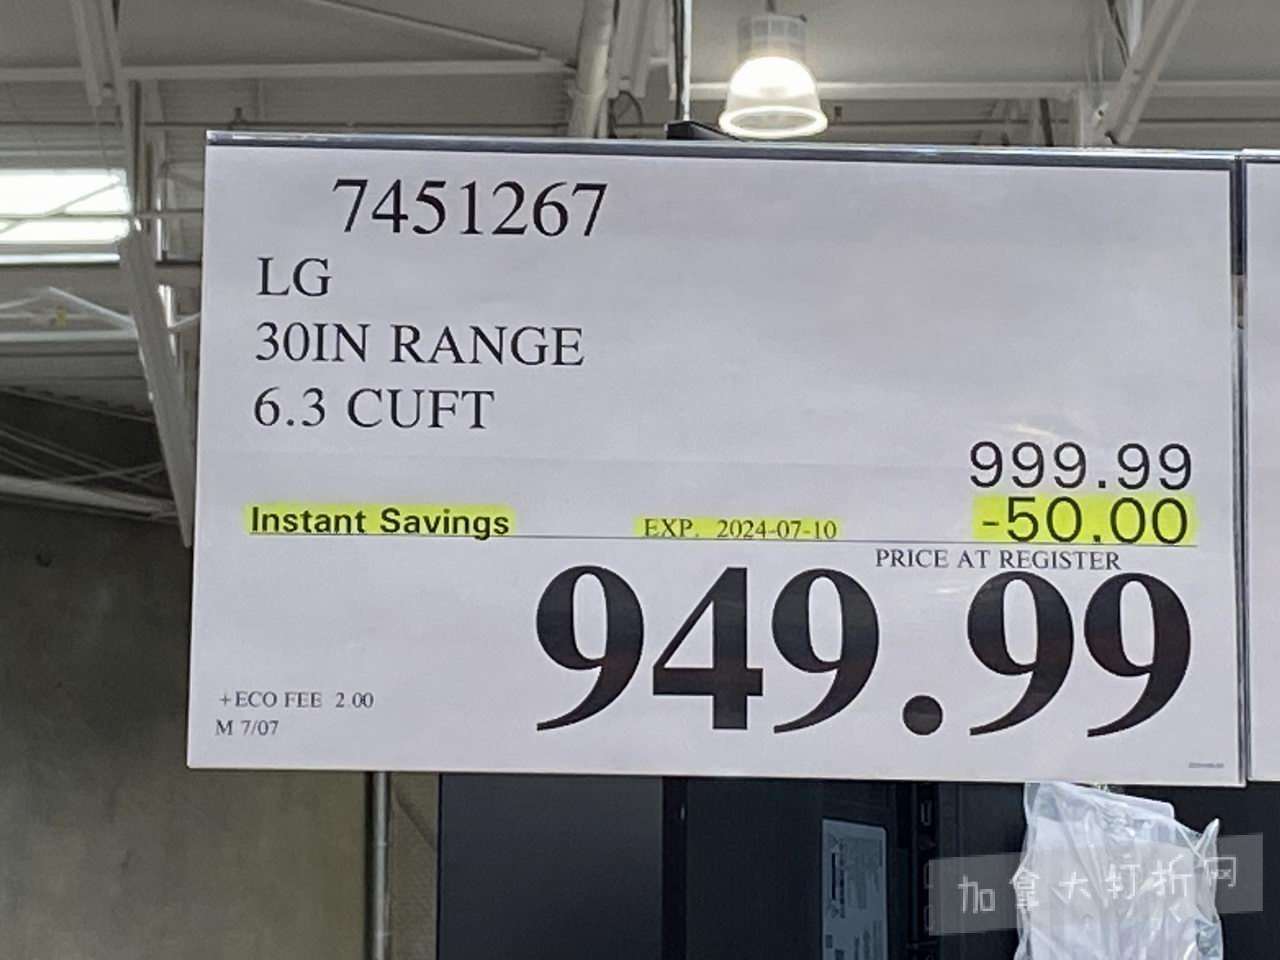 7451267
LG
30IN RANGE
6.3 CUFT
999.99
Instant Savings EXP. 2024-07-10 -50.00
PRICE AT REGISTER
949.99
+ECO FEE 2.00
M 7/07
加拿大打折网